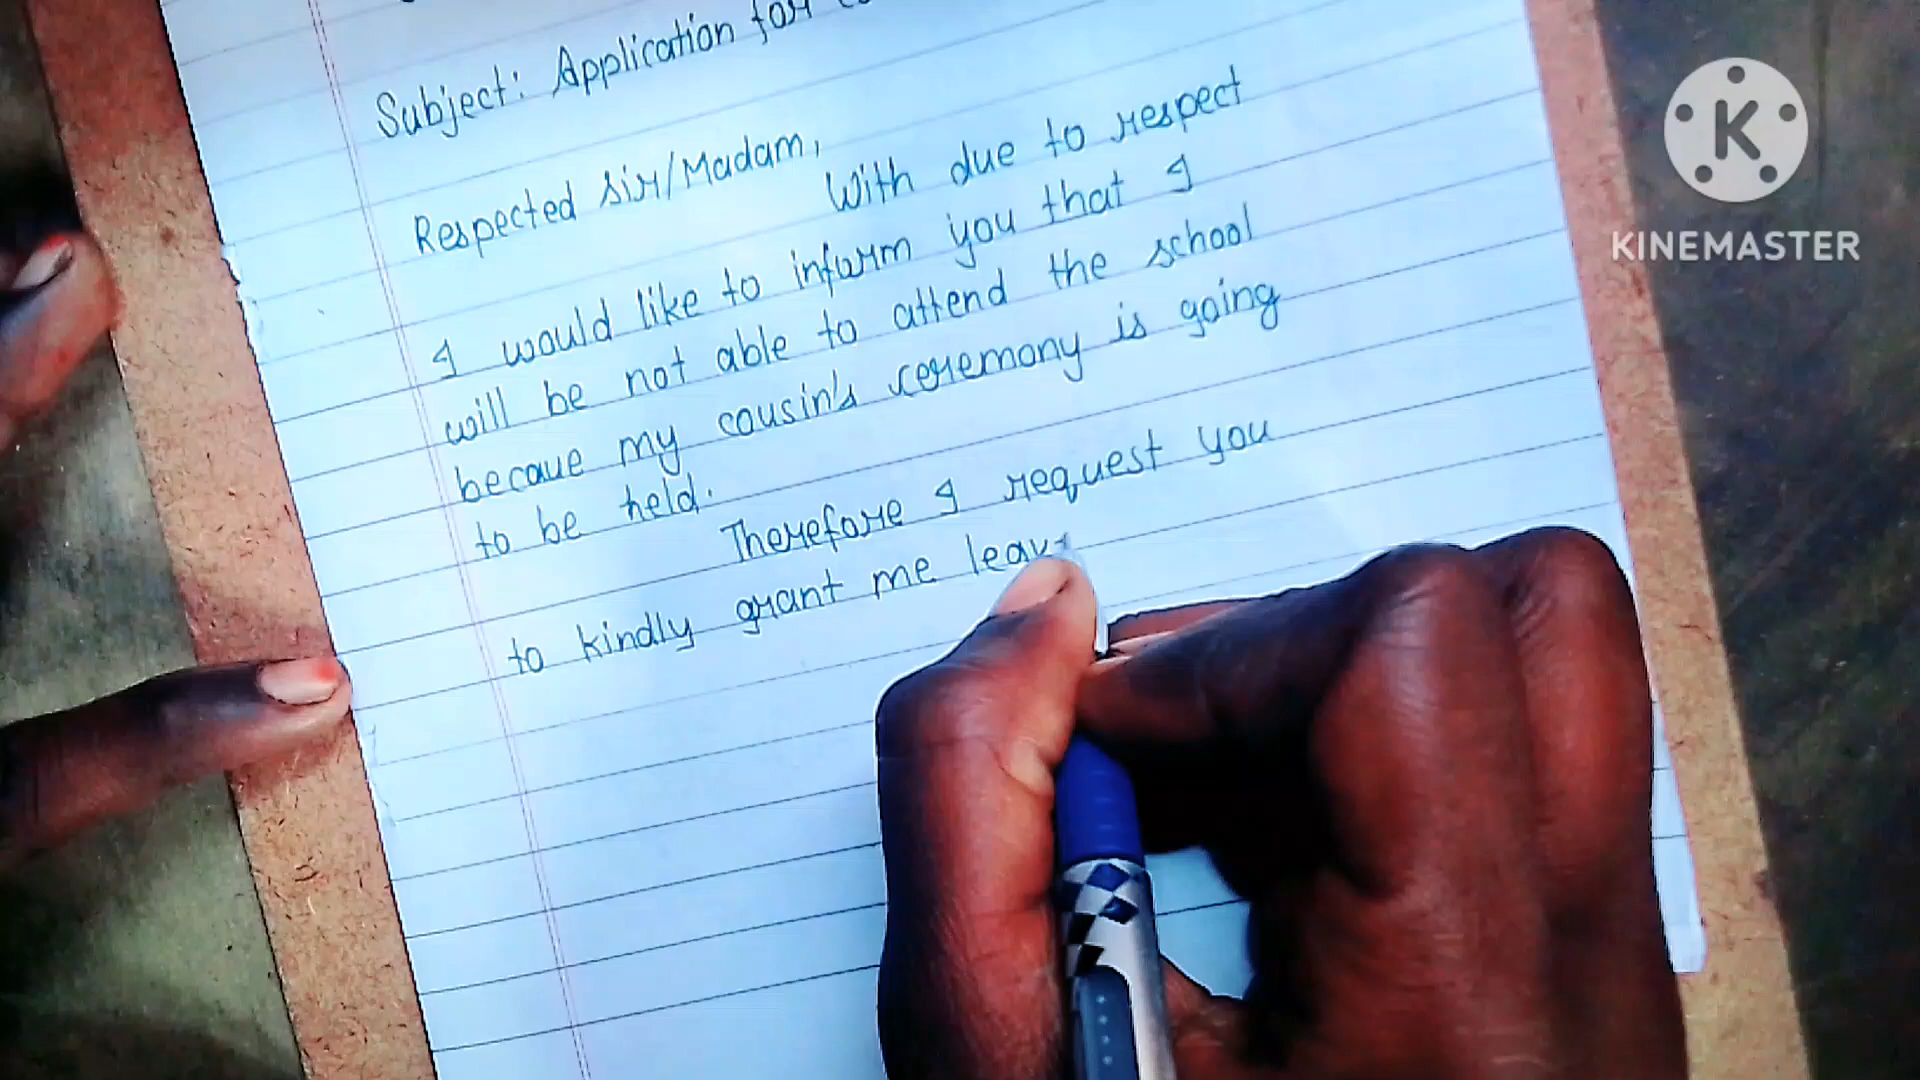 Subject: Application for
Respected Sir/Madam,
With due to respect
I would like to inform you that I
will be not able to attend the school
becaue my cousin's ceremony is going
to be held.
Therefore I request you
to kindly grant me leave
K
KINEMASTER